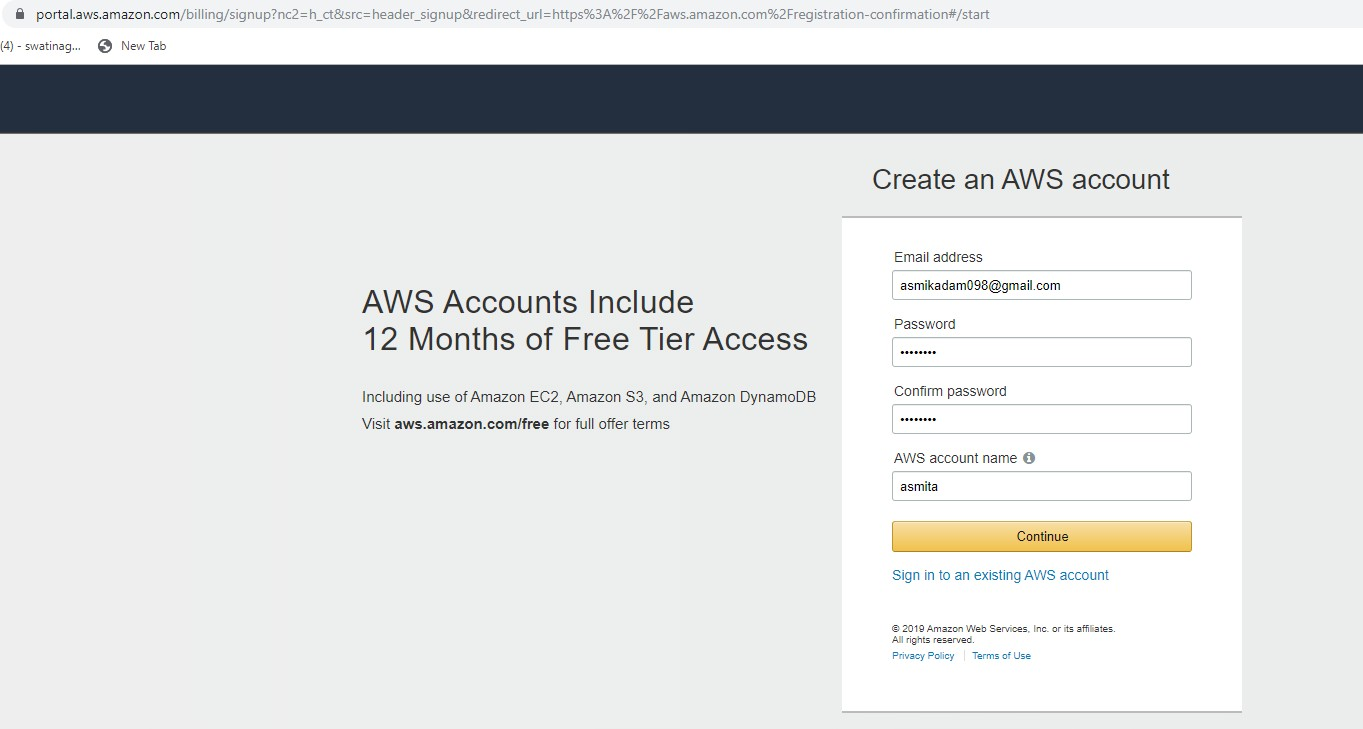 portal.aws.amazon.com/billing/signup?nc2=h_ct&src=header_signup&redirect_url=https%3A%2F%2Faws.amazon.com%2Fregistration-confirmation#/start
(4) - swatinag... New Tab
Create an AWS account
AWS Accounts Include
12 Months of Free Tier Access
Including use of Amazon EC2, Amazon S3, and Amazon DynamoDB
Visit aws.amazon.com/free for full offer terms
Email address
asmikadam098@gmail.com
Password
••••••••
Confirm password
••••••••
AWS account name
asmita
Continue
Sign in to an existing AWS account
© 2019 Amazon Web Services, Inc. or its affiliates.
All rights reserved.
Privacy Policy | Terms of Use